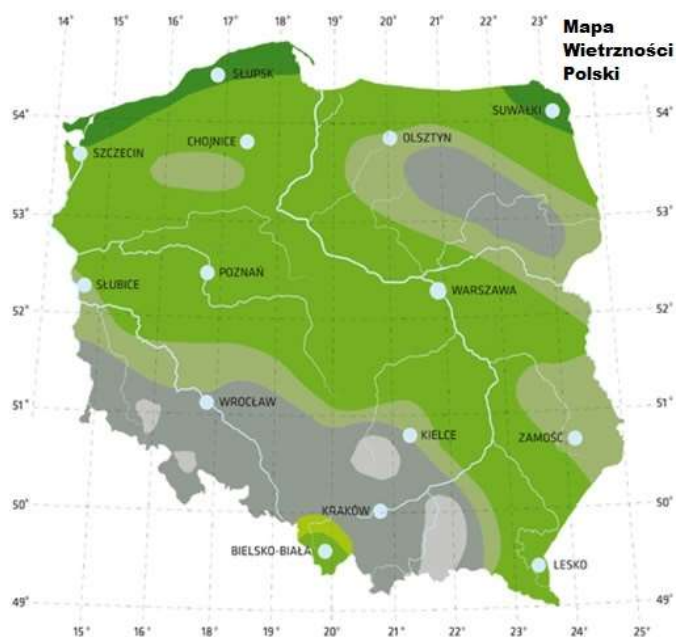 14° 15° 16° 17° 18° 19° 20° 21° 22° 23°
Mapa
Wietrzności
Polski
SŁUPSK
54°
SUWAŁKI
54°
CHOJNICE
OLSZTYN
SZCZECIN
53°
53°
POZNAŃ
SŁUBICE
WARSZAWA
52°
52°
WROCŁAW
51°
51°
KIELCE
ZAMOŚĆ
50°
KRAKÓW
50°
BIELSKO-BIAŁA
LESKO
49°
49°
15° 16° 17° 18° 19° 20° 21° 22° 23°